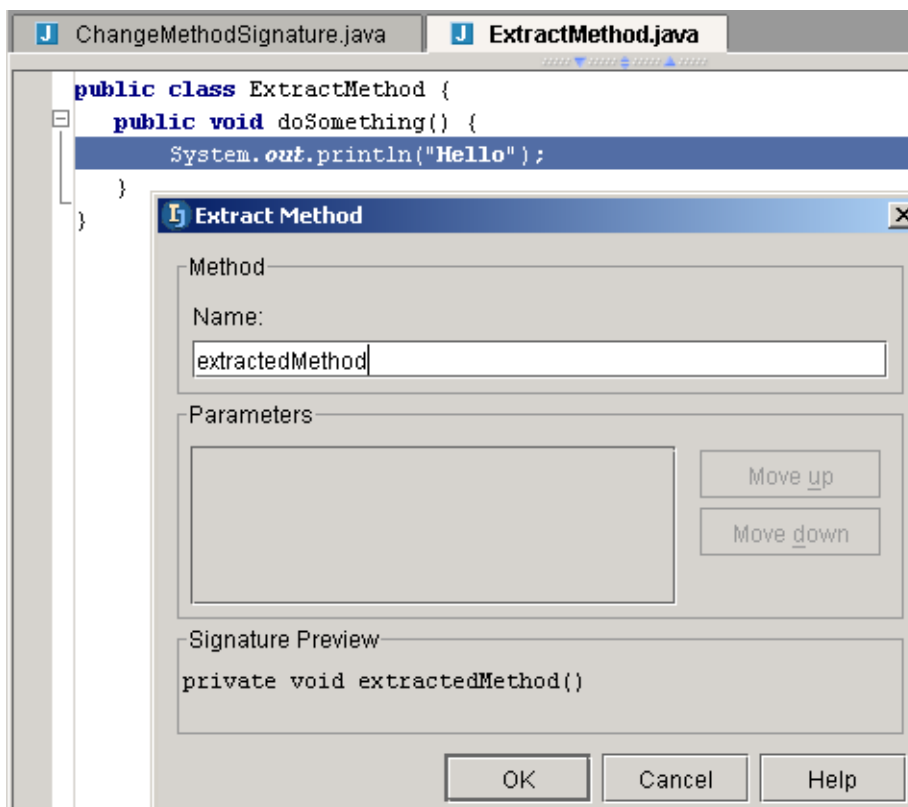 ChangeMethodSignature.java
ExtractMethod.java
public class ExtractMethod {
public void doSomething() {
System.out.println("Hello");
}
}
Extract Method
Method
Name:
extractedMethod
Parameters
Move up
Move down
Signature Preview
private void extractedMethod()
OK
Cancel
Help